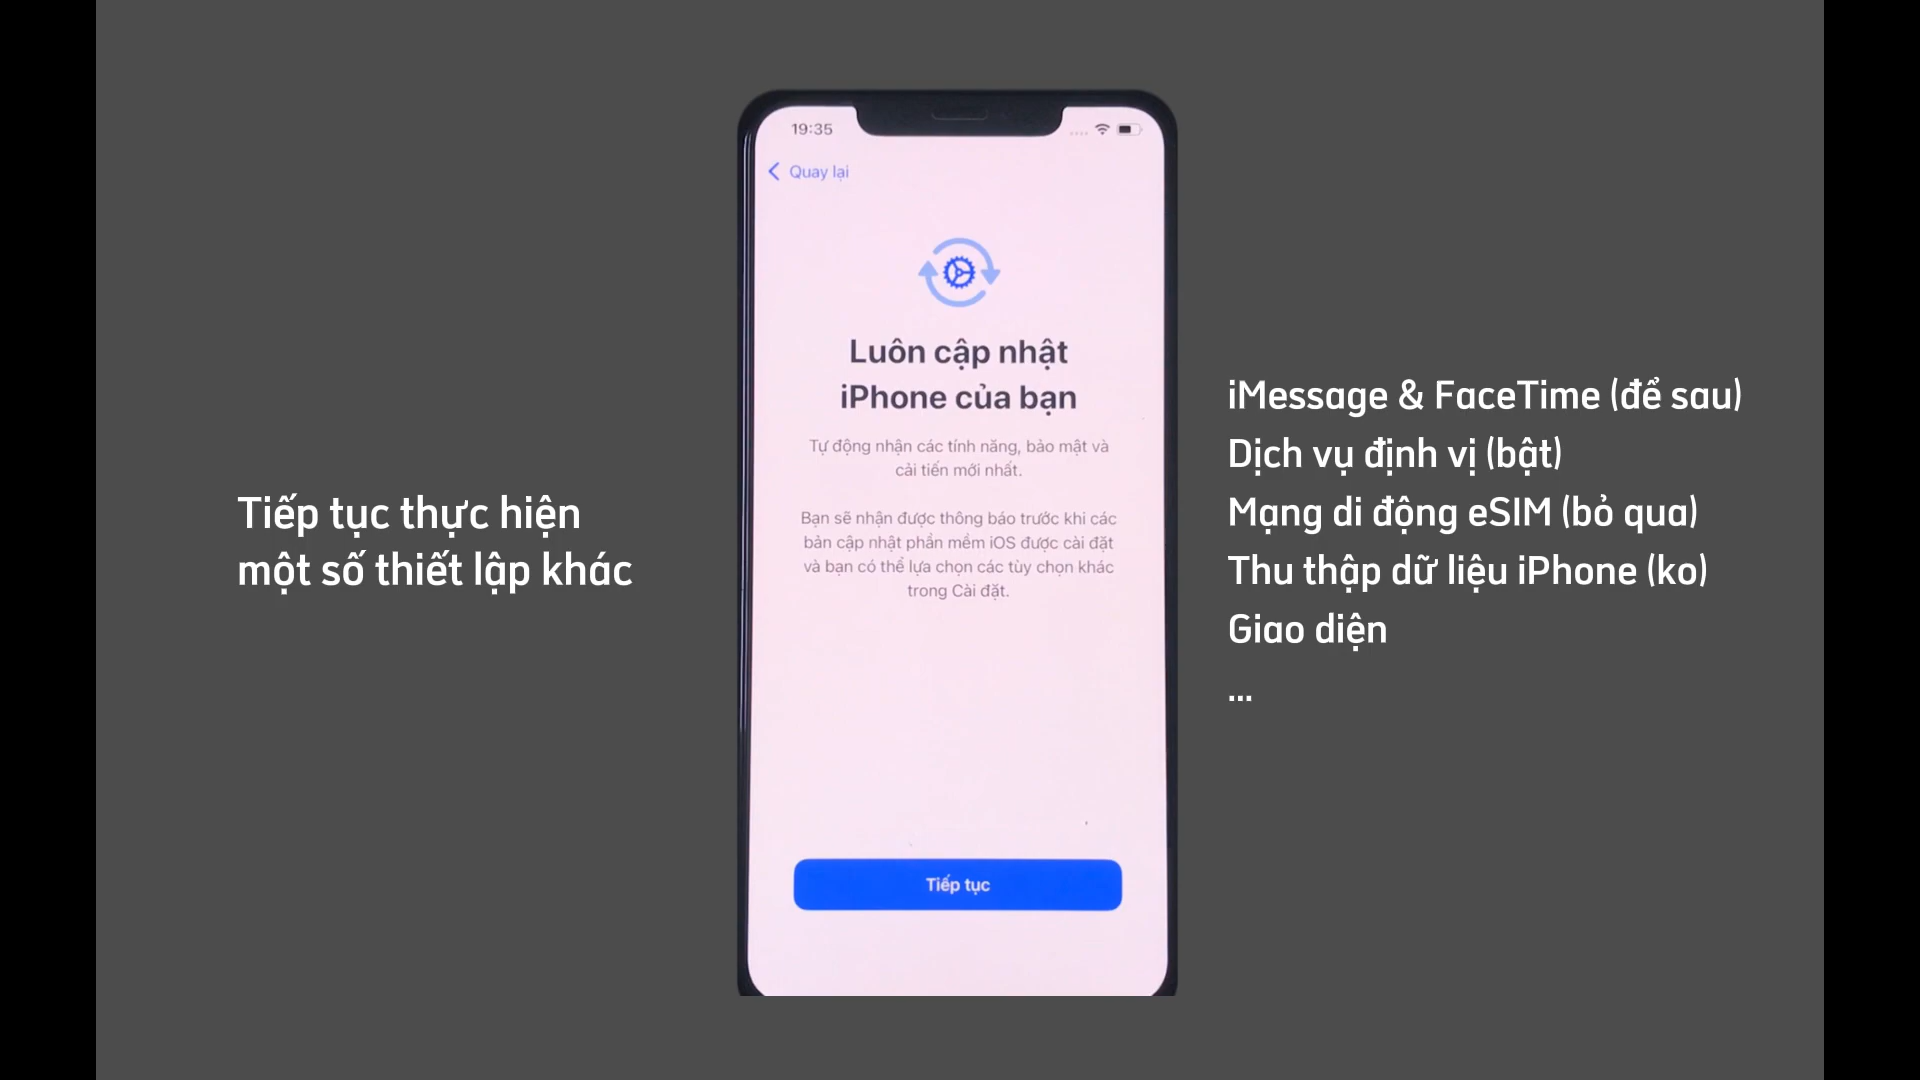 Tiếp tục thực hiện
một số thiết lập khác
19:35
Quay lại
Luôn cập nhật
iPhone của bạn
Tự động nhận các tính năng, bảo mật và
cải tiến mới nhất.
Bạn sẽ nhận được thông báo trước khi các
bản cập nhật phần mềm iOS được cài đặt
và bạn có thể lựa chọn các tùy chọn khác
trong Cài đặt.
Tiếp tục
iMessage & FaceTime (để sau)
Dịch vụ định vị (bật)
Mạng di động eSIM (bỏ qua)
Thu thập dữ liệu iPhone (ko)
Giao diện
...